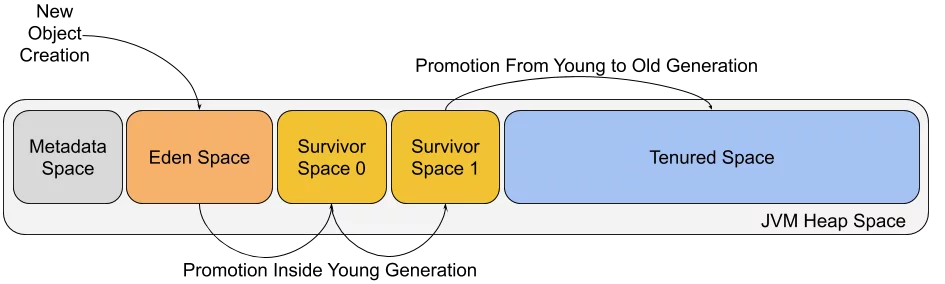 New
Object
Creation
Promotion From Young to Old Generation
Metadata
Space
Eden Space
Survivor
Space 0
Survivor
Space 1
Tenured Space
JVM Heap Space
Promotion Inside Young Generation